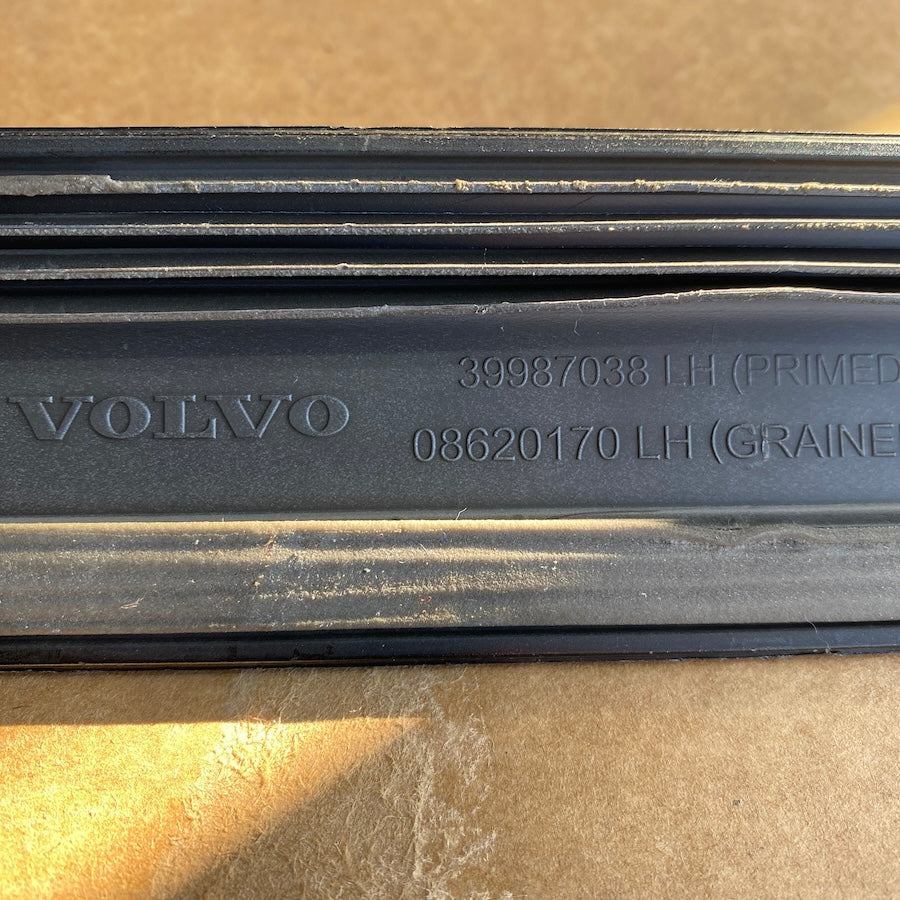 39987038 LH (PRIMED
VOLVO
08620170 LH (GRAINE